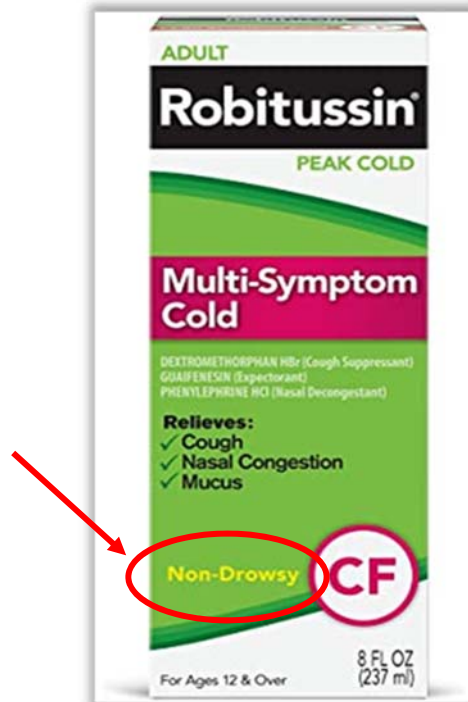 ADULT
Robitussin®
PEAK COLD
Multi-Symptom
Cold
DEXTROMETHORPHAN HBr (Cough Suppressant)
GUAIFENESIN (Expectorant)
PHENYLEPHRINE HCl (Nasal Decongestant)
Relieves:
✓ Cough
✓ Nasal Congestion
✓ Mucus
Non-Drowsy
CF
8 FL OZ
(237 ml)
For Ages 12 & Over